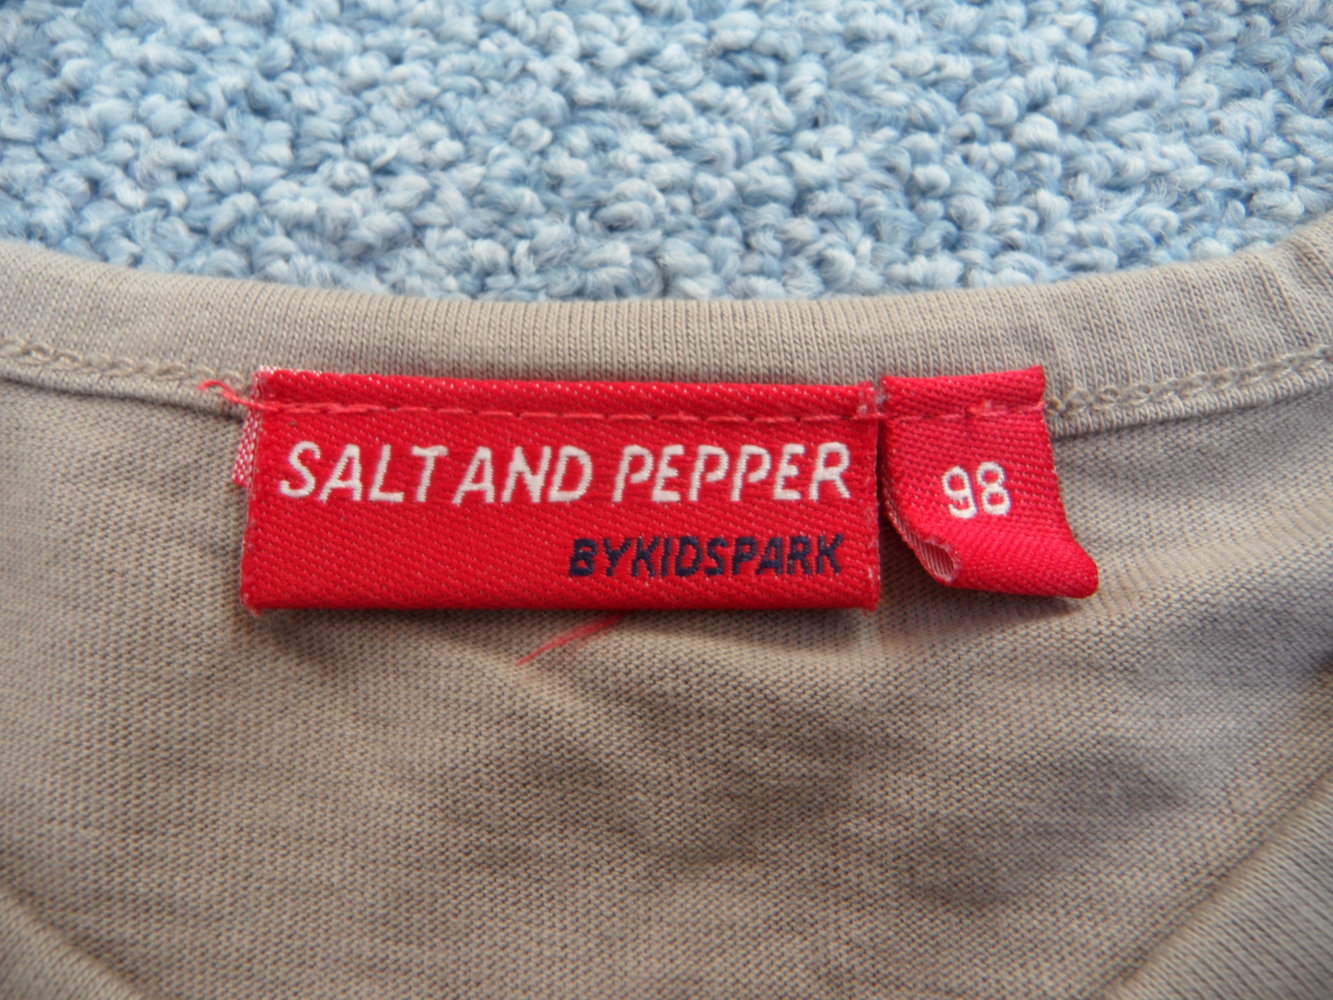 SALT AND PEPPER
BYKIDSPARK
98